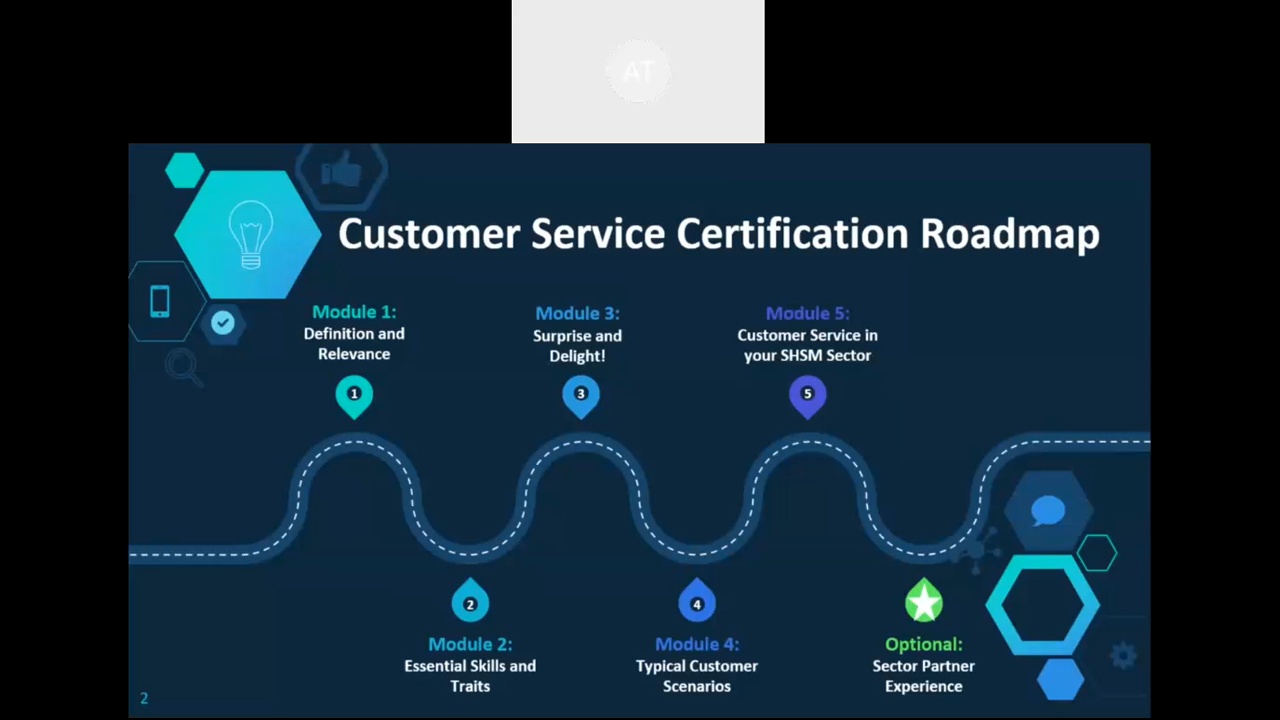 AT
Customer Service Certification Roadmap
Module 1:
Definition and
Relevance
1
Module 3:
Surprise and
Delight!
3
Module 5:
Customer Service in
your SHSM Sector
5
2
Module 2:
Essential Skills and
Traits
4
Module 4:
Typical Customer
Scenarios
Optional:
Sector Partner
Experience
2